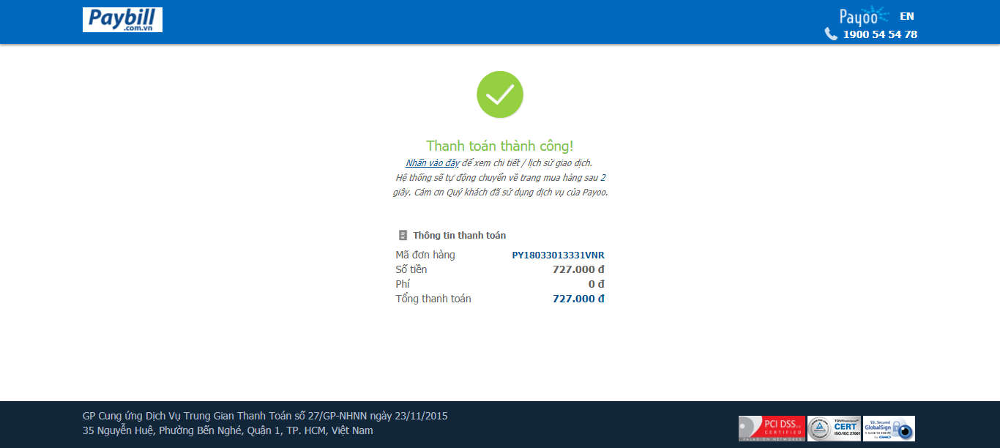 Paybill
.com.vn
Payoo EN
1900 54 54 78
Thanh toán thành công!
Nhấn vào đây để xem chi tiết / lịch sử giao dịch.
Hệ thống sẽ tự động chuyển về trang mua hàng sau 2
giây. Cám ơn Quý khách đã sử dụng dịch vụ của Payoo.
Thông tin thanh toán
Mã đơn hàng PY18033013331VNR
Số tiền 727.000 đ
Phí 0 đ
Tổng thanh toán 727.000 đ
GP Cung ứng Dịch Vụ Trung Gian Thanh Toán số 27/GP-NHNN ngày 23/11/2015
35 Nguyễn Huệ, Phường Bến Nghé, Quận 1, TP. HCM, Việt Nam
PCI DSS
CERTIFIED
PALADION NETWORKS
CERT
ISO/IEC 27001
SSL Secured
GlobalSign
by GMO